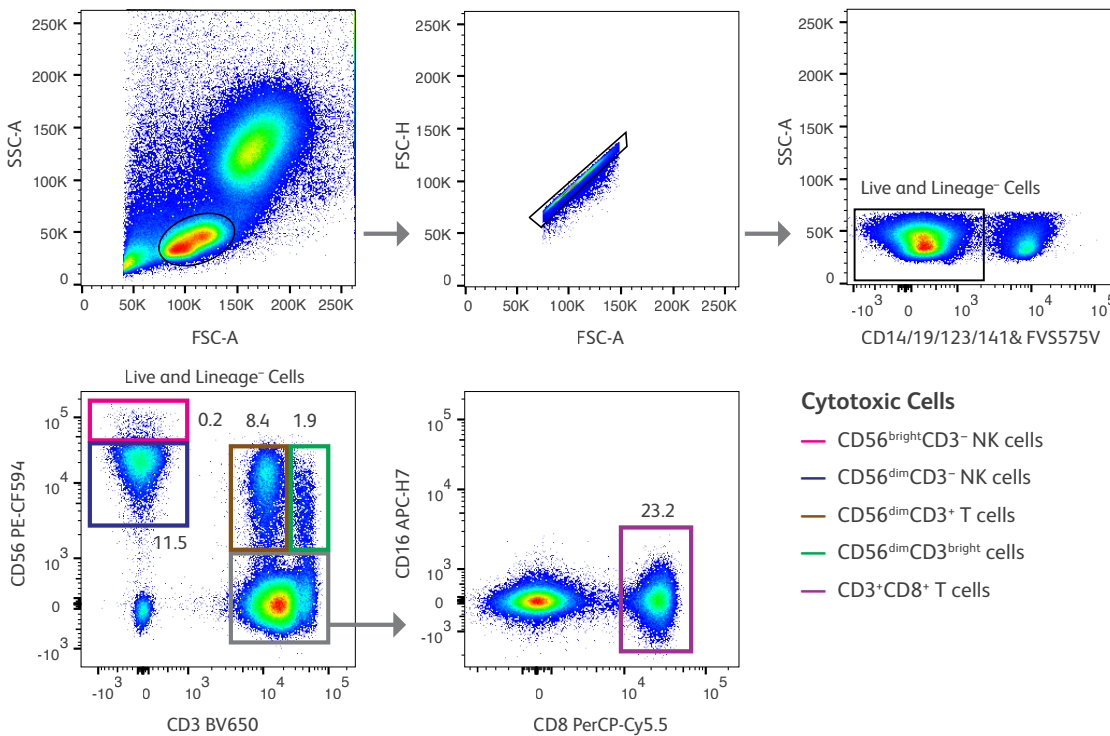 SSC-A
250K
200K
150K
100K
50K
0
0
50K
100K
150K
200K
250K
FSC-A
FSC-H
250K
200K
150K
100K
50K
0
0
50K
100K
150K
200K
250K
FSC-A
SSC-A
250K
200K
150K
100K
50K
0
Live and Lineage⁻ Cells
-10³
0
10³
10⁴
10⁵
CD14/19/123/141& FVS575V
Live and Lineage⁻ Cells
CD56 PE-CF594
10⁵
10⁴
10³
0
-10³
0.2
8.4
1.9
11.5
-10³
0
10³
10⁴
10⁵
CD3 BV650
CD16 APC-H7
10⁵
10⁴
10³
0
-10³
23.2
0
10⁴
10⁵
CD8 PerCP-Cy5.5
Cytotoxic Cells
CD56ᵇʳⁱᵍʰᵗCD3⁻ NK cells
CD56ᵈⁱᵐCD3⁻ NK cells
CD56ᵈⁱᵐCD3⁺ T cells
CD56ᵈⁱᵐCD3ᵇʳⁱᵍʰᵗ cells
CD3⁺CD8⁺ T cells